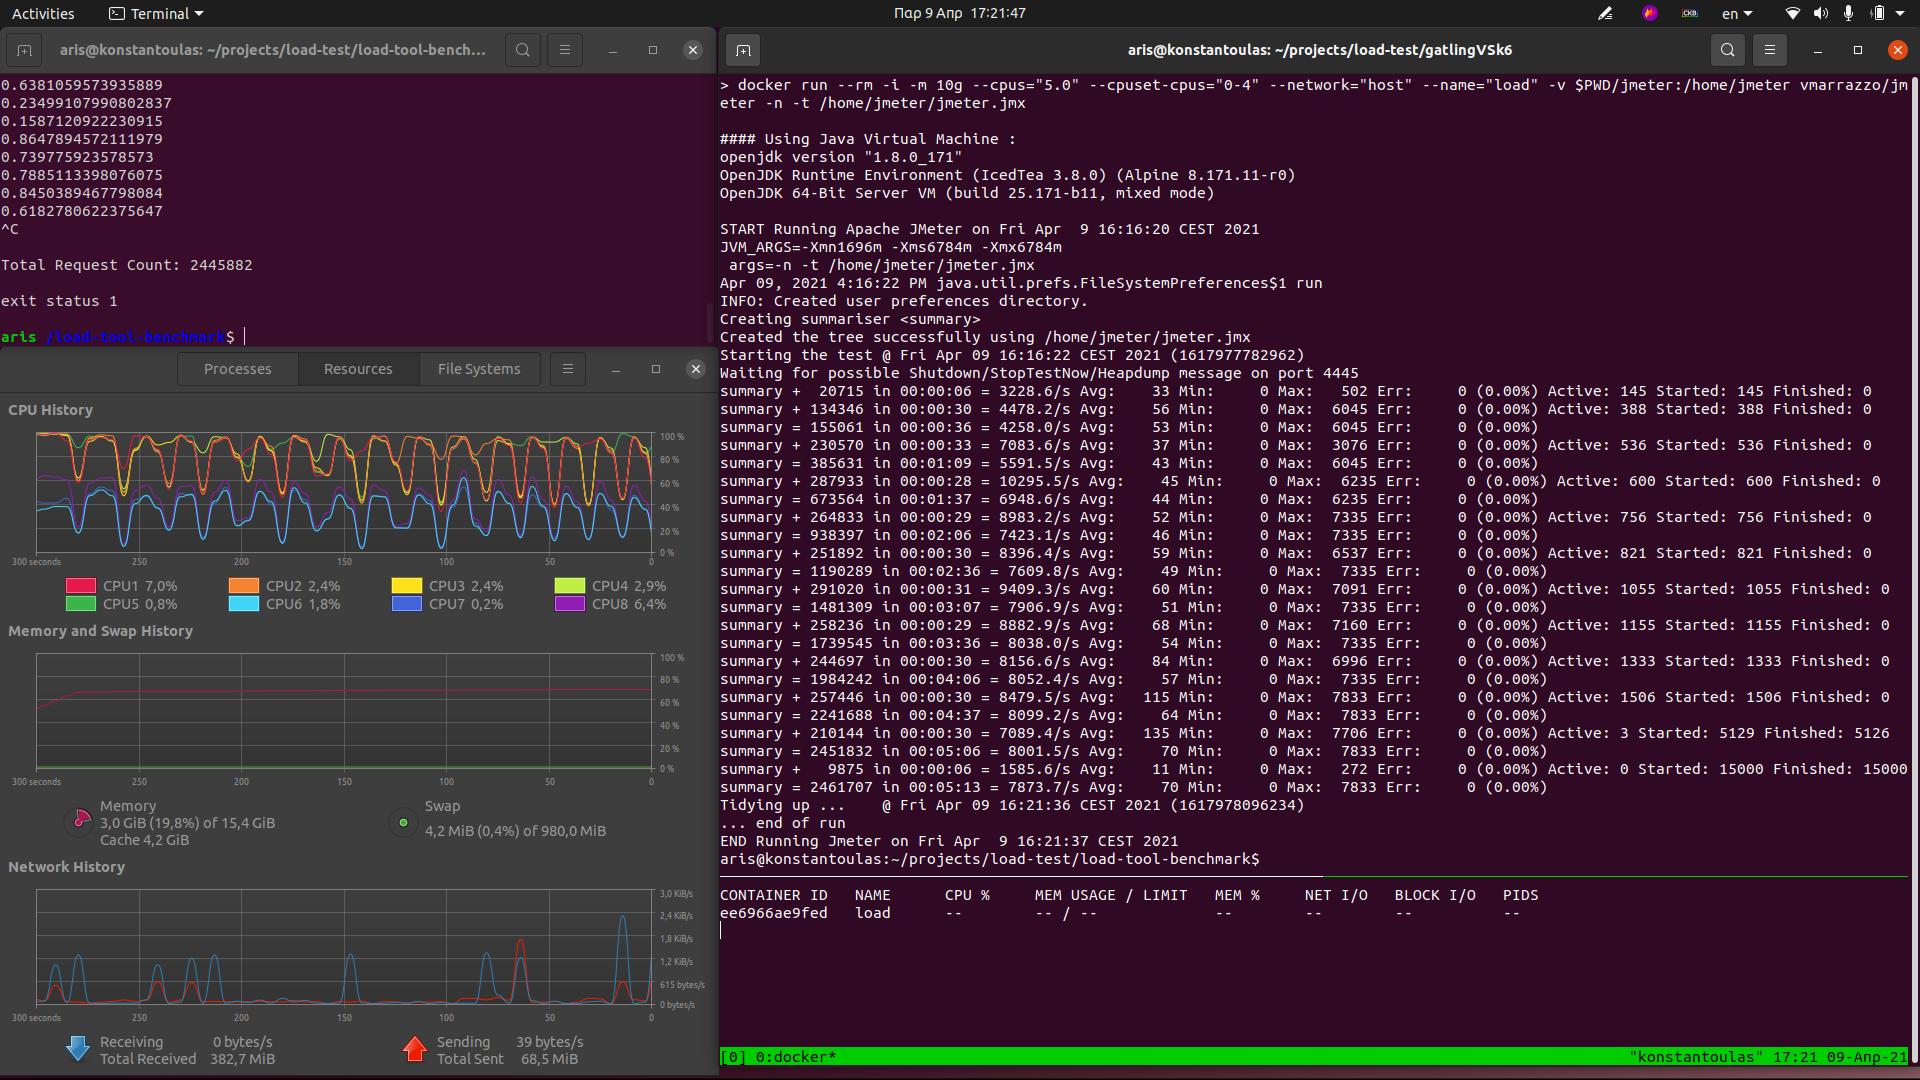 Activities
Terminal
Παρ 9 Απρ 17:21:47
en
aris@konstantoulas: ~/projects/load-test/load-tool-bench...
0.6381059573935889
0.23499107990802837
0.1587120922230915
0.8647894572111979
0.739775923578573
0.7885113398076075
0.8450389467798084
0.6182780622375647
^C
Total Request Count: 2445882
exit status 1
aris /load-tool-benchmark$
Processes
Resources
File Systems
CPU History
100 %
80 %
60 %
40 %
20 %
0 %
300 seconds 250 200 150 100 50 0
CPU1 7,0% CPU2 2,4% CPU3 2,4% CPU4 2,9%
CPU5 0,8% CPU6 1,8% CPU7 0,2% CPU8 6,4%
Memory and Swap History
100 %
80 %
60 %
40 %
20 %
0 %
300 seconds 250 200 150 100 50 0
Memory
3,0 GiB (19,8%) of 15,4 GiB
Cache 4,2 GiB
Swap
4,2 MiB (0,4%) of 980,0 MiB
Network History
3,0 KiB/s
2,4 KiB/s
1,8 KiB/s
1,2 KiB/s
615 bytes/s
0 bytes/s
300 seconds 250 200 150 100 50 0
Receiving 0 bytes/s
Total Received 382,7 MiB
Sending 39 bytes/s
Total Sent 68,5 MiB
aris@konstantoulas: ~/projects/load-test/gatlingVSk6
> docker run --rm -i -m 10g --cpus="5.0" --cpuset-cpus="0-4" --network="host" --name="load" -v $PWD/jmeter:/home/jmeter vmarrazzo/jm
eter -n -t /home/jmeter/jmeter.jmx
#### Using Java Virtual Machine :
openjdk version "1.8.0_171"
OpenJDK Runtime Environment (IcedTea 3.8.0) (Alpine 8.171.11-r0)
OpenJDK 64-Bit Server VM (build 25.171-b11, mixed mode)
START Running Apache JMeter on Fri Apr  9 16:16:20 CEST 2021
JVM_ARGS=-Xmn1696m -Xms6784m -Xmx6784m
args=-n -t /home/jmeter/jmeter.jmx
Apr 09, 2021 4:16:22 PM java.util.prefs.FileSystemPreferences$1 run
INFO: Created user preferences directory.
Creating summariser <summary>
Created the tree successfully using /home/jmeter/jmeter.jmx
Starting the test @ Fri Apr 09 16:16:22 CEST 2021 (1617977782962)
Waiting for possible Shutdown/StopTestNow/Heapdump message on port 4445
summary +  20715 in 00:00:06 = 3228.6/s Avg:    33 Min:     0 Max:   502 Err:     0 (0.00%) Active: 145 Started: 145 Finished: 0
summary + 134346 in 00:00:30 = 4478.2/s Avg:    56 Min:     0 Max:  6045 Err:     0 (0.00%) Active: 388 Started: 388 Finished: 0
summary = 155061 in 00:00:36 = 4258.0/s Avg:    53 Min:     0 Max:  6045 Err:     0 (0.00%)
summary + 230570 in 00:00:33 = 7083.6/s Avg:    37 Min:     0 Max:  3076 Err:     0 (0.00%) Active: 536 Started: 536 Finished: 0
summary = 385631 in 00:01:09 = 5591.5/s Avg:    43 Min:     0 Max:  6045 Err:     0 (0.00%)
summary + 287933 in 00:00:28 = 10295.5/s Avg:    45 Min:     0 Max:  6235 Err:     0 (0.00%) Active: 600 Started: 600 Finished: 0
summary = 673564 in 00:01:37 = 6948.6/s Avg:    44 Min:     0 Max:  6235 Err:     0 (0.00%)
summary + 264833 in 00:00:29 = 8983.2/s Avg:    52 Min:     0 Max:  7335 Err:     0 (0.00%) Active: 756 Started: 756 Finished: 0
summary = 938397 in 00:02:06 = 7423.1/s Avg:    46 Min:     0 Max:  7335 Err:     0 (0.00%)
summary + 251892 in 00:00:30 = 8396.4/s Avg:    59 Min:     0 Max:  6537 Err:     0 (0.00%) Active: 821 Started: 821 Finished: 0
summary = 1190289 in 00:02:36 = 7609.8/s Avg:    49 Min:     0 Max:  7335 Err:     0 (0.00%)
summary + 291020 in 00:00:31 = 9409.3/s Avg:    60 Min:     0 Max:  7091 Err:     0 (0.00%) Active: 1055 Started: 1055 Finished: 0
summary = 1481309 in 00:03:07 = 7906.9/s Avg:    51 Min:     0 Max:  7335 Err:     0 (0.00%)
summary + 258236 in 00:00:29 = 8882.9/s Avg:    68 Min:     0 Max:  7160 Err:     0 (0.00%) Active: 1155 Started: 1155 Finished: 0
summary = 1739545 in 00:03:36 = 8038.0/s Avg:    54 Min:     0 Max:  7335 Err:     0 (0.00%)
summary + 244697 in 00:00:30 = 8156.6/s Avg:    84 Min:     0 Max:  6996 Err:     0 (0.00%) Active: 1333 Started: 1333 Finished: 0
summary = 1984242 in 00:04:06 = 8052.4/s Avg:    57 Min:     0 Max:  7335 Err:     0 (0.00%)
summary + 257446 in 00:00:30 = 8479.5/s Avg:   115 Min:     0 Max:  7833 Err:     0 (0.00%) Active: 1506 Started: 1506 Finished: 0
summary = 2241688 in 00:04:37 = 8099.2/s Avg:    64 Min:     0 Max:  7833 Err:     0 (0.00%)
summary + 210144 in 00:00:30 = 7089.4/s Avg:   135 Min:     0 Max:  7706 Err:     0 (0.00%) Active: 3 Started: 5129 Finished: 5126
summary = 2451832 in 00:05:06 = 8001.5/s Avg:    70 Min:     0 Max:  7833 Err:     0 (0.00%)
summary +   9875 in 00:00:06 = 1585.6/s Avg:    11 Min:     0 Max:   272 Err:     0 (0.00%) Active: 0 Started: 15000 Finished: 15000
summary = 2461707 in 00:05:13 = 7873.7/s Avg:    70 Min:     0 Max:  7833 Err:     0 (0.00%)
Tidying up ...    @ Fri Apr 09 16:21:36 CEST 2021 (1617978096234)
... end of run
END Running Jmeter on Fri Apr  9 16:21:37 CEST 2021
aris@konstantoulas:~/projects/load-test/load-tool-benchmark$
CONTAINER ID   NAME      CPU %     MEM USAGE / LIMIT   MEM %     NET I/O   BLOCK I/O   PIDS
ee6966ae9fed   load      --        -- / --             --        --        --          --
[0] 0:docker*
"konstantoulas" 17:21 09-Απρ-21